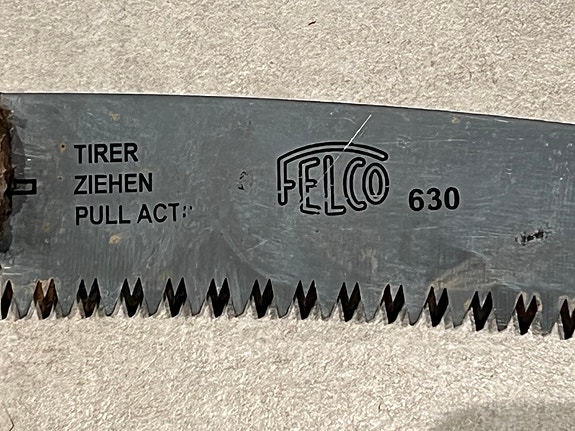 TIRER
ZIEHEN
PULL ACT
FELCO 630